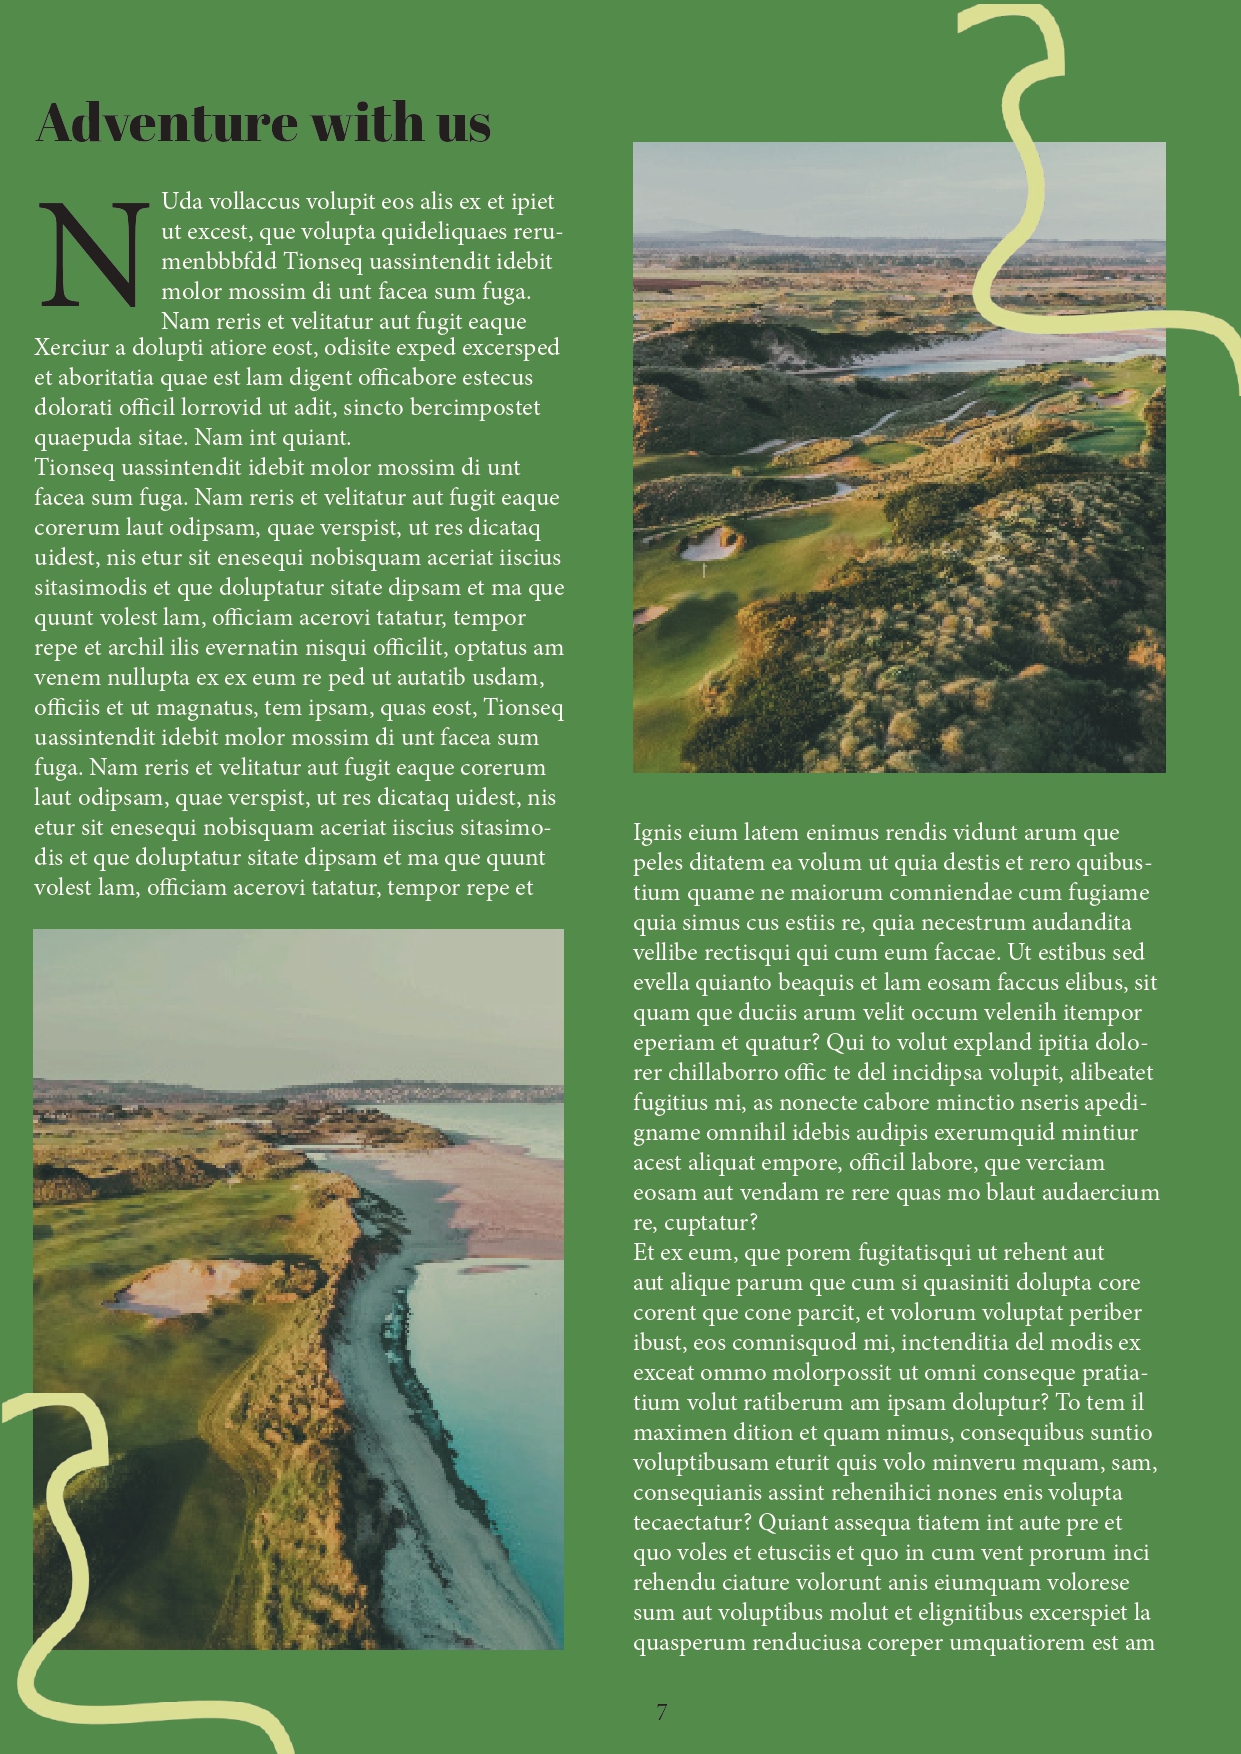 Adventure with us
N
Uda vollaccus volupit eos alis ex et ipiet
ut excest, que volupta quideliquaes reru-
menbbbfdd Tionseq uassintendit idebit
molor mossim di unt facea sum fuga.
Nam reris et velitatur aut fugit eaque
Xerciur a dolupti atiore eost, odisite exped excersped
et aboritatia quae est lam digent officabore estecus
dolorati officil lorrovid ut adit, sincto bercimpostet
quaepuda sitae. Nam int quiant.
Tionseq uassintendit idebit molor mossim di unt
facea sum fuga. Nam reris et velitatur aut fugit eaque
corerum laut odipsam, quae verspist, ut res dicataq
uidest, nis etur sit enesequi nobisquam aceriat iiscius
sitasimodis et que doluptatur sitate dipsam et ma que
quunt volest lam, officiam acerovi tatatur, tempor
repe et archil ilis evernatin nisqui officilit, optatus am
venem nullupta ex ex eum re ped ut autatib usdam,
officiis et ut magnatus, tem ipsam, quas eost, Tionseq
uassintendit idebit molor mossim di unt facea sum
fuga. Nam reris et velitatur aut fugit eaque corerum
laut odipsam, quae verspist, ut res dicataq uidest, nis
etur sit enesequi nobisquam aceriat iiscius sitasimo-
dis et que doluptatur sitate dipsam et ma que quunt
volest lam, officiam acerovi tatatur, tempor repe et
Ignis eium latem enimus rendis vidunt arum que
peles ditatem ea volum ut quia destis et rero quibus-
tium quame ne maiorum comniendae cum fugiame
quia simus cus estiis re, quia necestrum audandita
vellibe rectisqui qui cum eum faccae. Ut estibus sed
evella quianto beaquis et lam eosam faccus elibus, sit
quam que duciis arum velit occum velenih itempor
eperiam et quatur? Qui to volut expland ipitia dolo-
rer chillaborro offic te del incidipsa volupit, alibeatet
fugitius mi, as nonecte cabore minctio nseris apedi-
gname omnihil idebis audipis exerumquid mintiur
acest aliquat empore, officil labore, que verciam
eosam aut vendam re rere quas mo blaut audaercium
re, cuptatur?
Et ex eum, que porem fugitatisqui ut rehent aut
aut alique parum que cum si quasiniti dolupta core
corent que cone parcit, et volorum voluptat periber
ibust, eos comnisquod mi, inctenditia del modis ex
exceat ommo molorpossit ut omni conseque pratia-
tium volut ratiberum am ipsam doluptur? To tem il
maximen dition et quam nimus, consequibus suntio
voluptibusam eturit quis volo minveru mquam, sam,
consequianis assint rehenihici nones enis volupta
tecaectatur? Quiant assequa tiatem int aute pre et
quo voles et etusciis et quo in cum vent prorum inci
rehendu ciature volorunt anis eiumquam volorese
sum aut voluptibus molut et elignitibus excerspiet la
quasperum renduciusa coreper umquatiorem est am
7